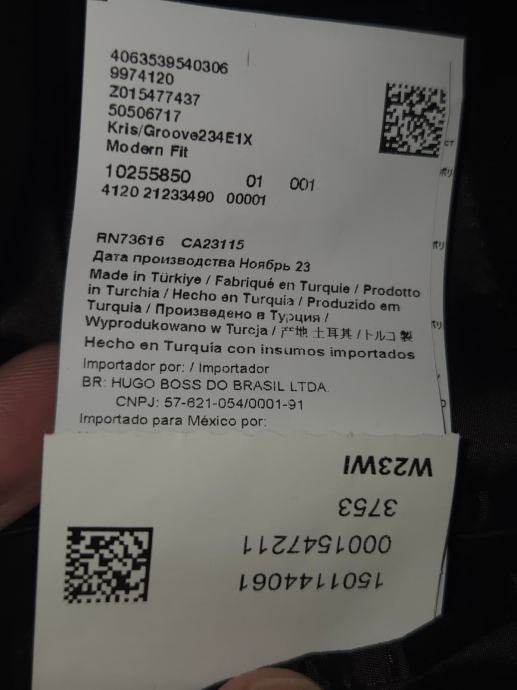 4063539540306
9974120
Z015477437
50506717
Kris/Groove234E1X
Modern Fit
10255850 01 001
4120 21233490 00001
RN73616 CA23115
Дата производства Ноябрь 23
Made in Türkiye / Fabriqué en Turquie / Prodotto
in Turchia / Hecho en Turquía / Produzido em
Turquia / Произведено в Турция /
Wyprodukowano w Turcja / 产地 土耳其 / トルコ 製
Hecho en Turquía con insumos importados
Importador por: / Importador
BR: HUGO BOSS DO BRASIL LTDA.
CNPJ: 57-621-054/0001-91
Importado para México por:
W23WI
3753
0001547211
1501144061